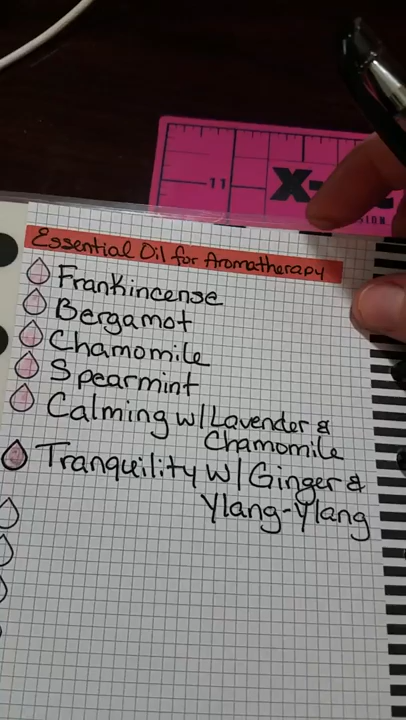 11
Essential Oil for Aromatherapy
Frankincense
Bergamot
Chamomile
Spearmint
Calming w/ Lavender &
Chamomile
Tranquility w/ Ginger &
Ylang-Ylang